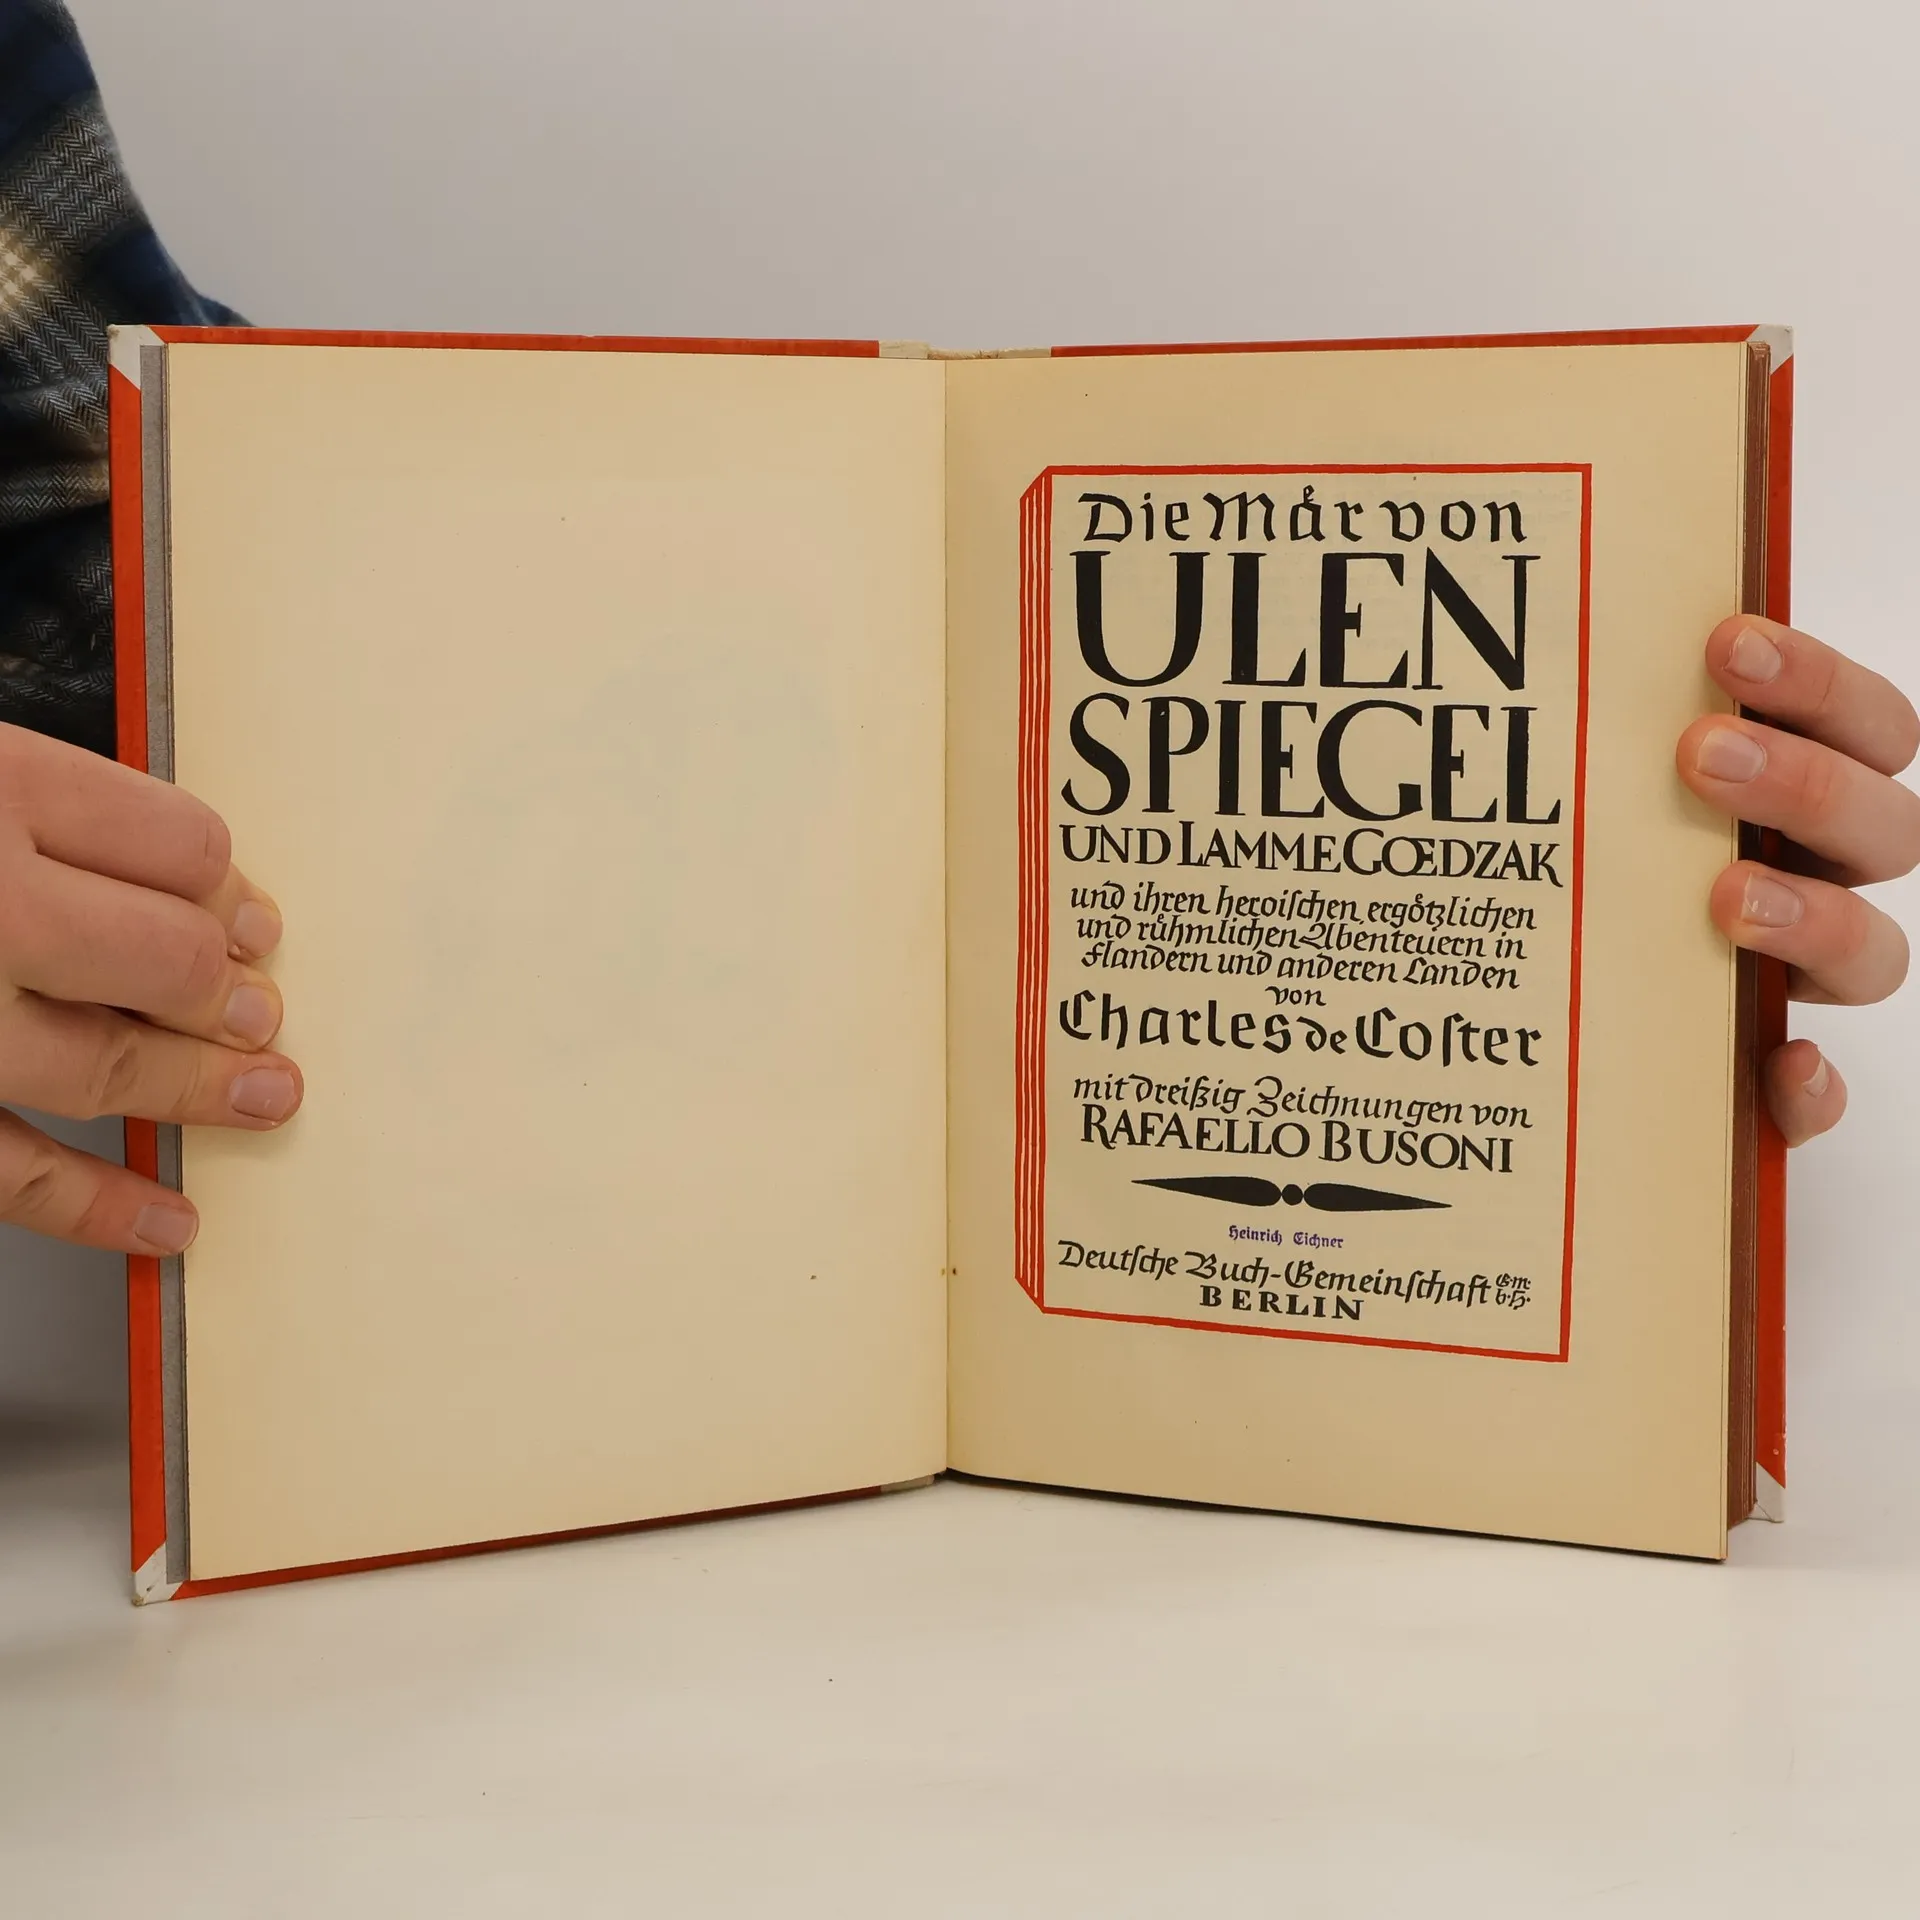 Die Mär von
ULEN
SPIEGEL
UND LAMME GŒDZAK
und ihren heroiſchen, ergötzlichen
und rühmlichen Abenteuern in
Flandern und anderen Landen
von
Charles de Coſter
mit dreißig Zeichnungen von
RAFAELLO BUSONI
Heinrich Eichner
Deutſche Buch-Gemeinſchaft G.m.
b.H.
BERLIN